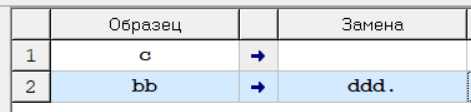 Образец Замена
1 c →
2 bb → ddd.